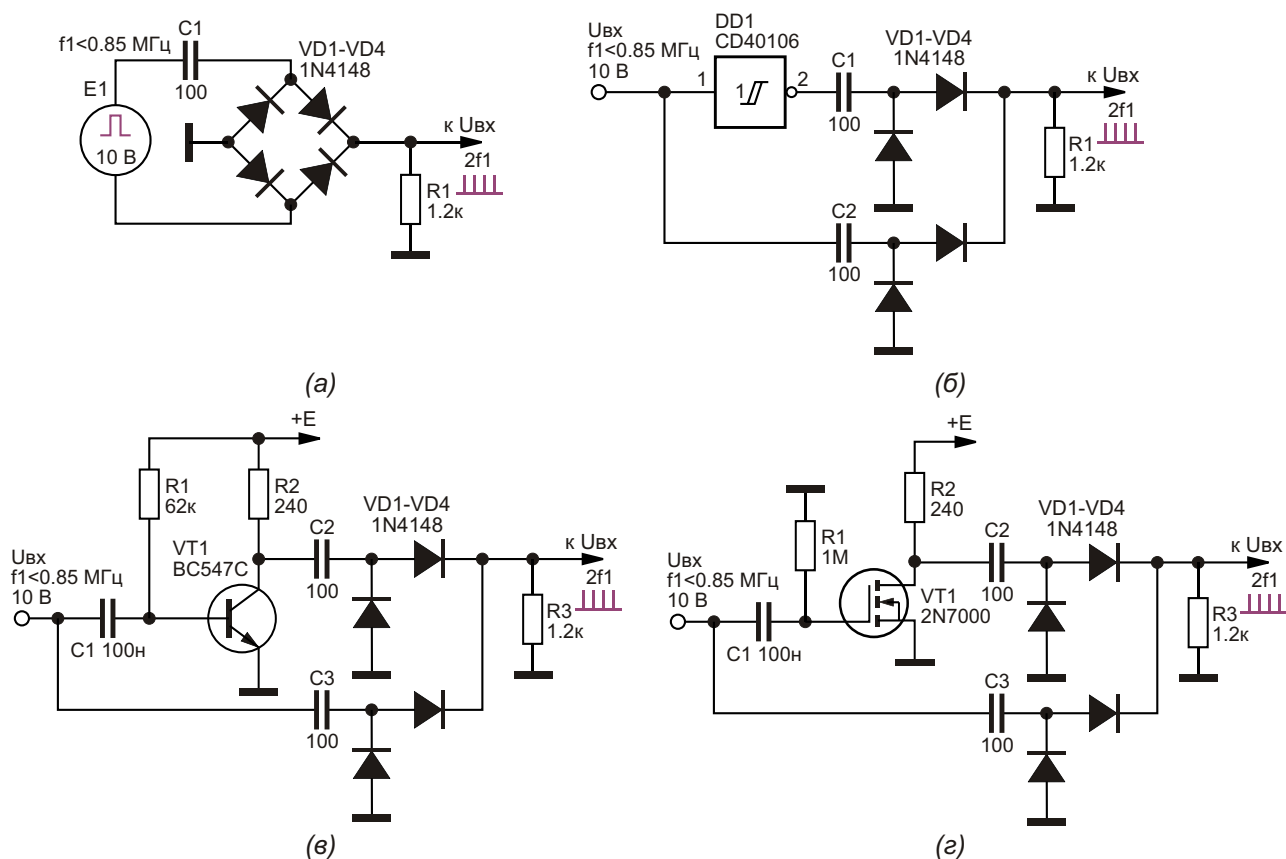 f1<0.85 МГц
C1
100
VD1-VD4
1N4148
E1
10 В
к Uвх
2f1
R1
1.2к
(а)
Uвх
f1<0.85 МГц
10 В
DD1
CD40106
1
1
2
C1
100
VD1-VD4
1N4148
к Uвх
2f1
R1
1.2к
C2
100
(б)
+E
R1
62к
R2
240
VD1-VD4
1N4148
Uвх
f1<0.85 МГц
10 В
VT1
BC547C
C2
100
к Uвх
2f1
R3
1.2к
C1 100н
C3
100
(в)
+E
R2
240
R1
1М
VD1-VD4
1N4148
Uвх
f1<0.85 МГц
10 В
C2
100
к Uвх
2f1
VT1
2N7000
R3
1.2к
C1 100н
C3
100
(г)